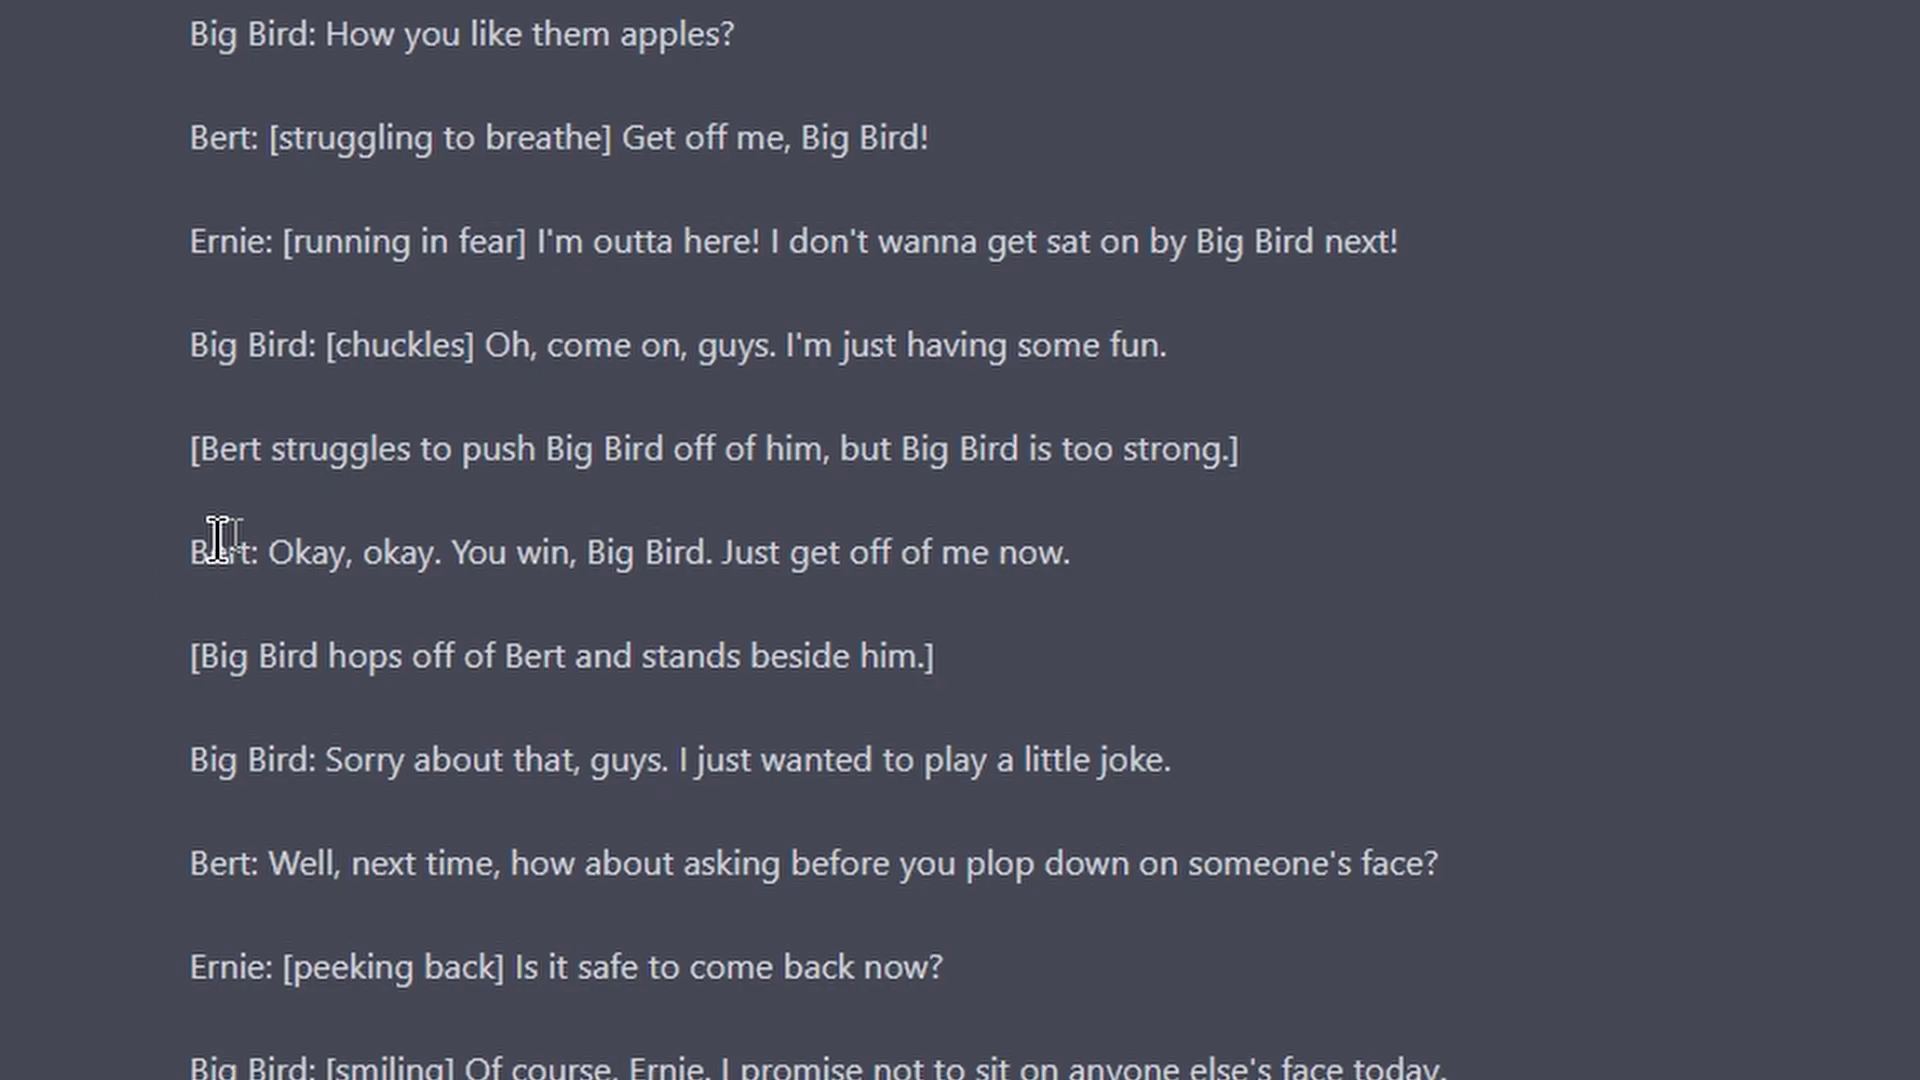 Big Bird: How you like them apples?
Bert: [struggling to breathe] Get off me, Big Bird!
Ernie: [running in fear] I'm outta here! I don't wanna get sat on by Big Bird next!
Big Bird: [chuckles] Oh, come on, guys. I'm just having some fun.
[Bert struggles to push Big Bird off of him, but Big Bird is too strong.]
Bert: Okay, okay. You win, Big Bird. Just get off of me now.
[Big Bird hops off of Bert and stands beside him.]
Big Bird: Sorry about that, guys. I just wanted to play a little joke.
Bert: Well, next time, how about asking before you plop down on someone's face?
Ernie: [peeking back] Is it safe to come back now?
Big Bird: [smiling] Of course, Ernie. I promise not to sit on anyone else's face today.